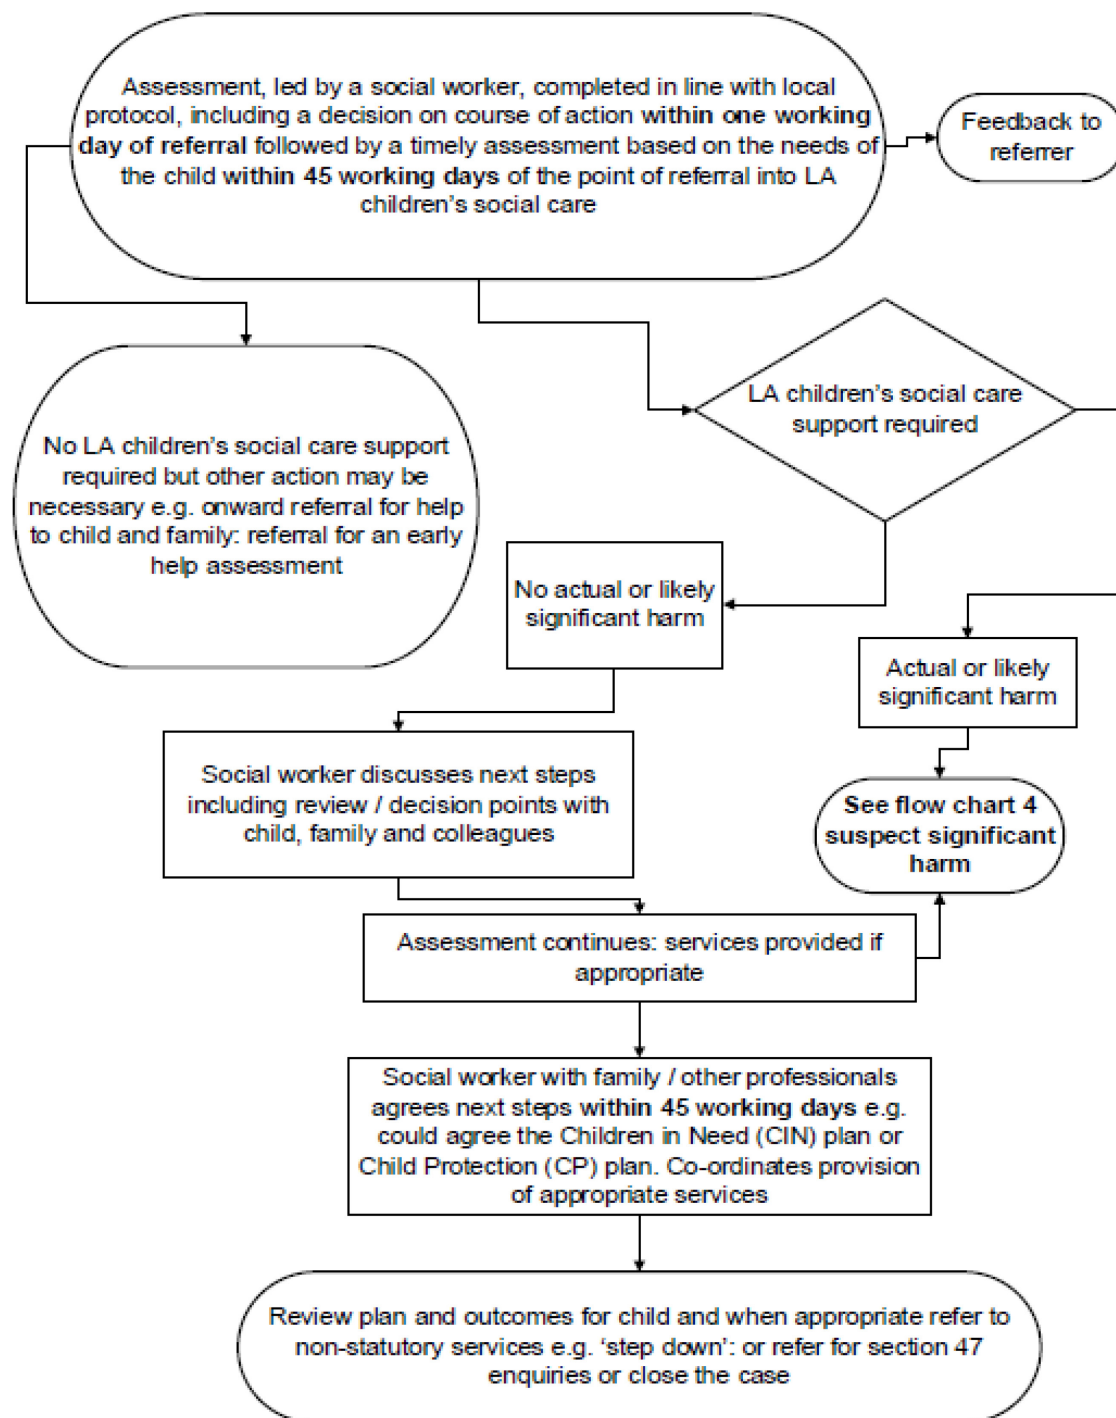 Assessment, led by a social worker, completed in line with local
protocol, including a decision on course of action within one working
day of referral followed by a timely assessment based on the needs of
the child within 45 working days of the point of referral into LA
children's social care
Feedback to
referrer
LA children's social care
support required
No LA children's social care support
required but other action may be
necessary e.g. onward referral for help
to child and family: referral for an early
help assessment
No actual or likely
significant harm
Actual or likely
significant harm
Social worker discusses next steps
including review / decision points with
child, family and colleagues
See flow chart 4
suspect significant
harm
Assessment continues: services provided if
appropriate
Social worker with family / other professionals
agrees next steps within 45 working days e.g.
could agree the Children in Need (CIN) plan or
Child Protection (CP) plan. Co-ordinates provision
of appropriate services
Review plan and outcomes for child and when appropriate refer to
non-statutory services e.g. 'step down': or refer for section 47
enquiries or close the case